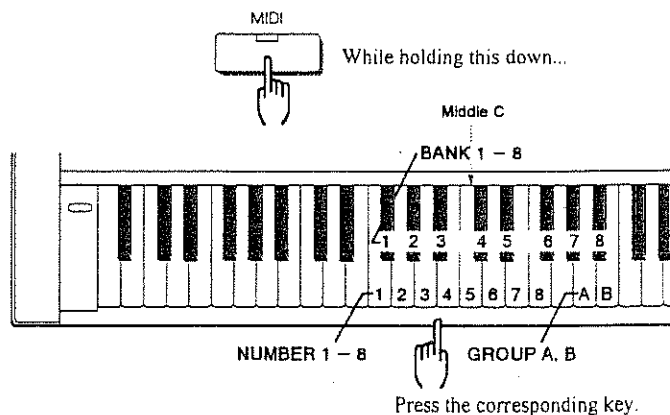 MIDI
While holding this down...
Middle C
BANK 1 – 8
1 2 3 4 5 6 7 8
1 2 3 4 5 6 7 8 A B
NUMBER 1 – 8 GROUP A, B
Press the corresponding key.